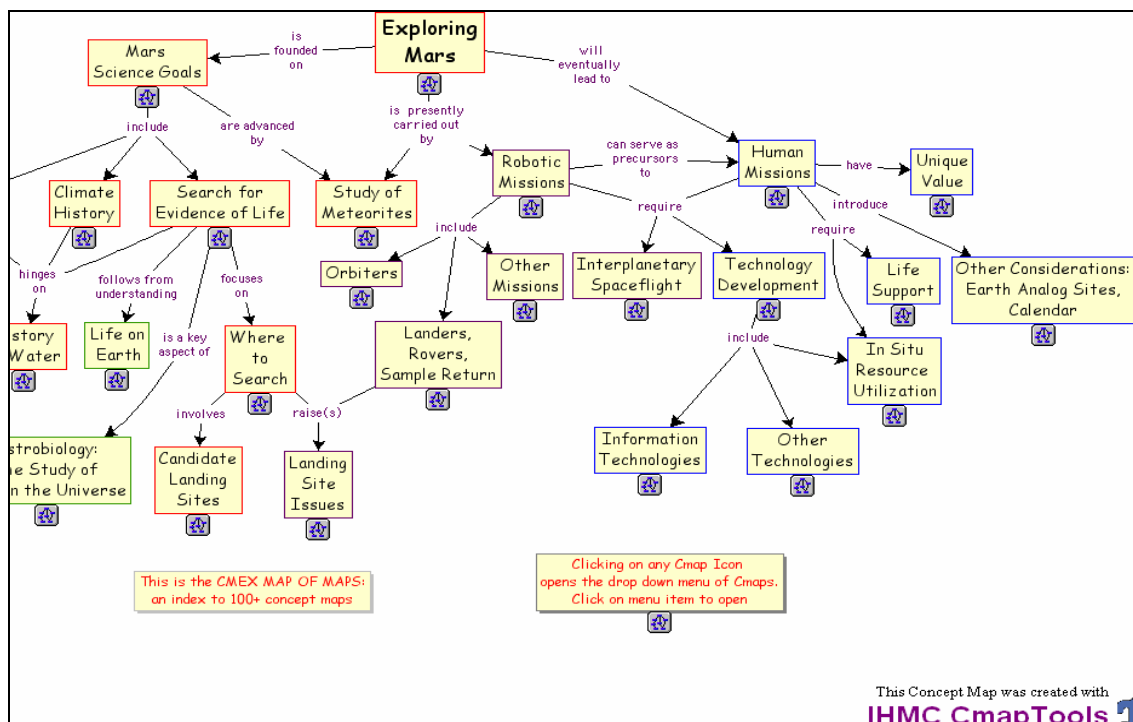 Exploring
Mars
is
founded
on
will
eventually
lead to
Mars
Science Goals
include
are advanced
by
is presently
carried out
by
can serve as
precursors
to
Robotic
Missions
Human
Missions
have
Unique
Value
introduce
Climate
History
Search for
Evidence of Life
Study of
Meteorites
include
require
require
hinges
on
follows from
understanding
focuses
on
Orbiters
Other
Missions
Interplanetary
Spaceflight
Technology
Development
Life
Support
Other Considerations:
Earth Analog Sites,
Calendar
istory
Water
Life on
Earth
is a key
aspect of
Where
to
Search
Landers,
Rovers,
Sample Return
include
In Situ
Resource
Utilization
involves
raise(s)
strobiology:
e Study of
n the Universe
Candidate
Landing
Sites
Landing
Site
Issues
Information
Technologies
Other
Technologies
This is the CMEX MAP OF MAPS:
an index to 100+ concept maps
Clicking on any Cmap Icon
opens the drop down menu of Cmaps.
Click on menu item to open
This Concept Map was created with
IHMC CmapTools